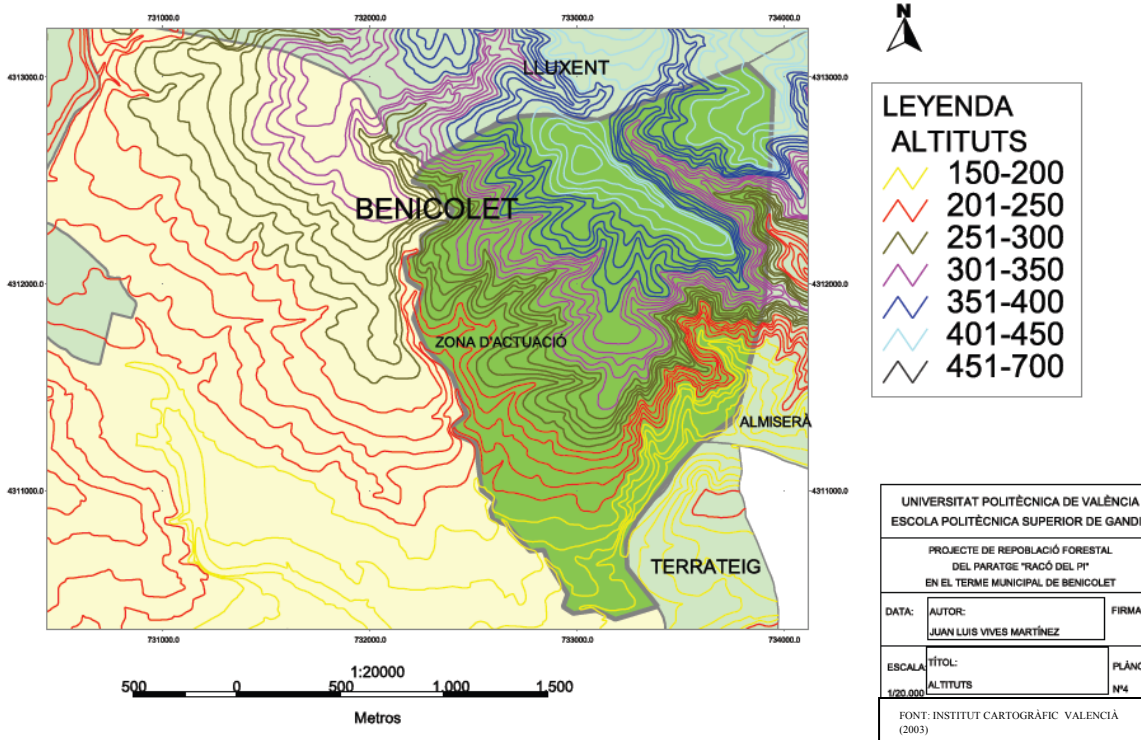 731000.0 732000.0 733000.0 734000.0
N
4313000.0 4313000.0
LLUXENT
BENICOLET
4312000.0 4312000.0
ZONA D'ACTUACIÓ
ALMISERÀ
4311000.0 4311000.0
TERRATEIG
731000.0 732000.0 733000.0 734000.0
1:20000
500 0 500 1.000 1.500
Metros
LEYENDA
ALTITUTS
150-200
201-250
251-300
301-350
351-400
401-450
451-700
UNIVERSITAT POLITÈCNICA DE VALÈNCIA
ESCOLA POLITÈCNICA SUPERIOR DE GANDI
PROJECTE DE REPOBLACIÓ FORESTAL
DEL PARATGE "RACÓ DEL PI"
EN EL TERME MUNICIPAL DE BENICOLET
DATA: AUTOR: FIRMA
JUAN LUIS VIVES MARTÍNEZ
ESCALA TÍTOL: PLÀNO
1/20.000 ALTITUTS Nº4
FONT: INSTITUT CARTOGRÀFIC VALENCIÀ
(2003)